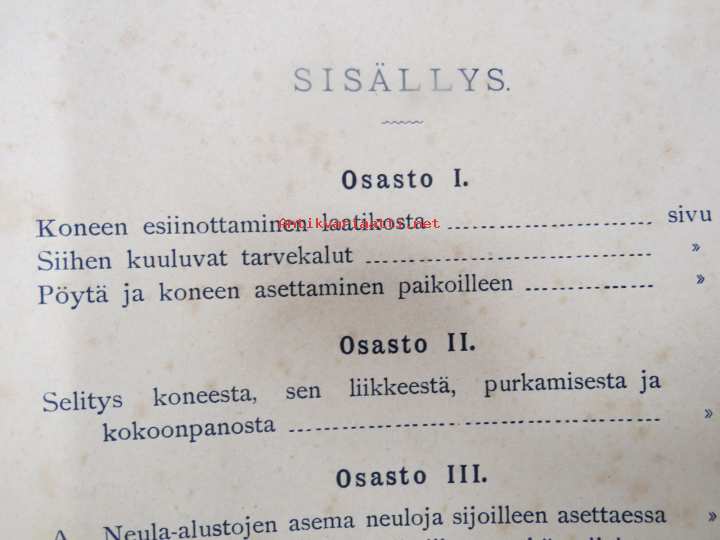 SISÄLLYS.
Osasto I.
Koneen esiinottaminen laatikosta sivu
Siihen kuuluvat tarvekalut »
Pöytä ja koneen asettaminen paikoilleen »
Osasto II.
Selitys koneesta, sen liikkeestä, purkamisesta ja
kokoonpanosta »
Osasto III.
A. Neula-alustojen asema neuloja sijoilleen asettaessa »